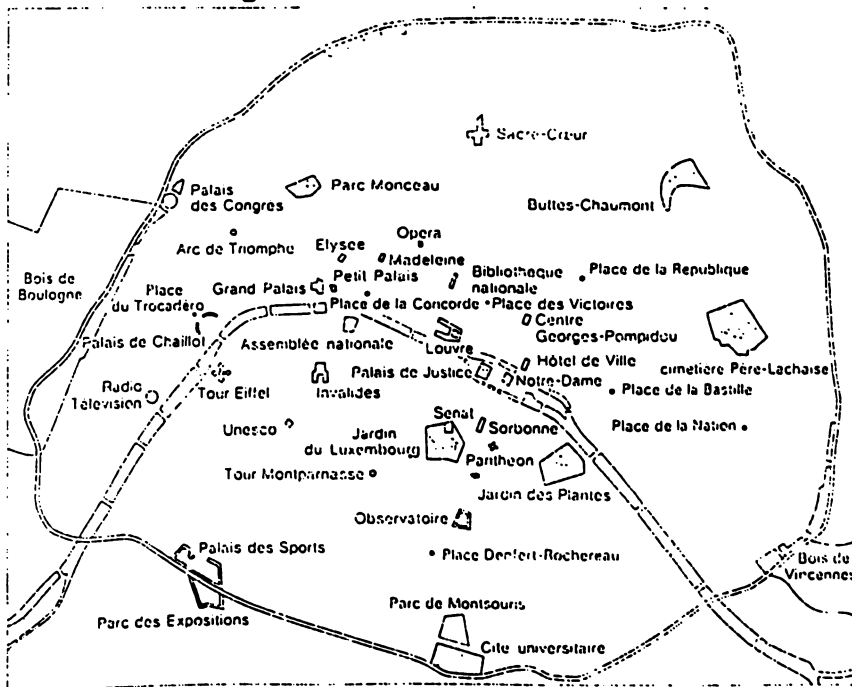 Sacre-Cœur
Palais
des Congres
Parc Monceau
Buttes-Chaumont
Arc de Triomphe
Elysee
Opera
Madeleine
Bibliotheque
nationale
Place de la Republique
Bois de
Boulogne
Place
du Trocadéro
Grand Palais
Petit Palais
Place de la Concorde
Place des Victoires
Centre
Georges-Pompidou
Palais de Chaillot
Assemblée nationale
Louvre
Hôtel de Ville
cimetière Père-Lachaise
Palais de Justice
Notre-Dame
Place de la Bastille
Radio
Télévision
Tour Eiffel
Invalides
Unesco
Jardin
du Luxembourg
Senat
Sorbonne
Place de la Nation
Pantheon
Tour Montparnasse
Jardin des Plantes
Observatoire
Palais des Sports
Place Denfert-Rochereau
Bois de
Vincennes
Parc des Expositions
Parc de Montsouris
Cite universitaire